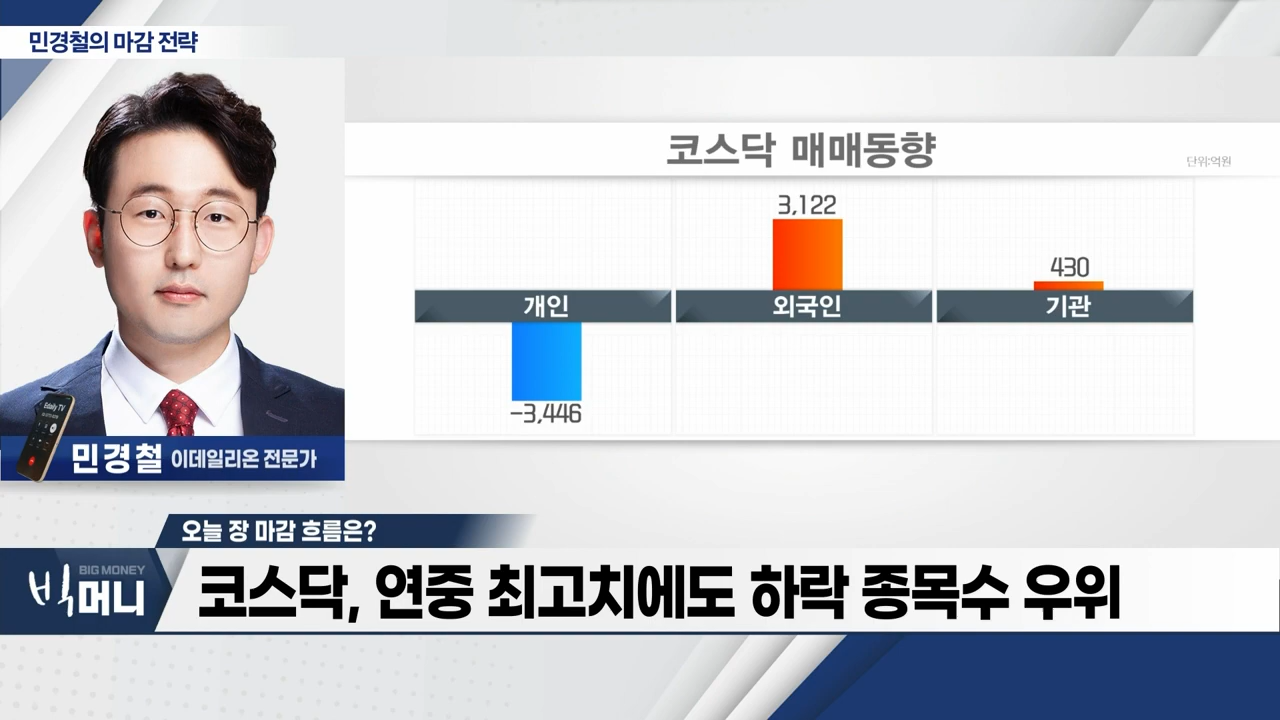 민경철의 마감 전략
코스닥 매매동향
단위:억원
3,122
430
개인
외국인
기관
-3,446
Edaily TV
민경철 이데일리온 전문가
오늘 장 마감 흐름은?
BIG MONEY
빅머니
코스닥, 연중 최고치에도 하락 종목수 우위